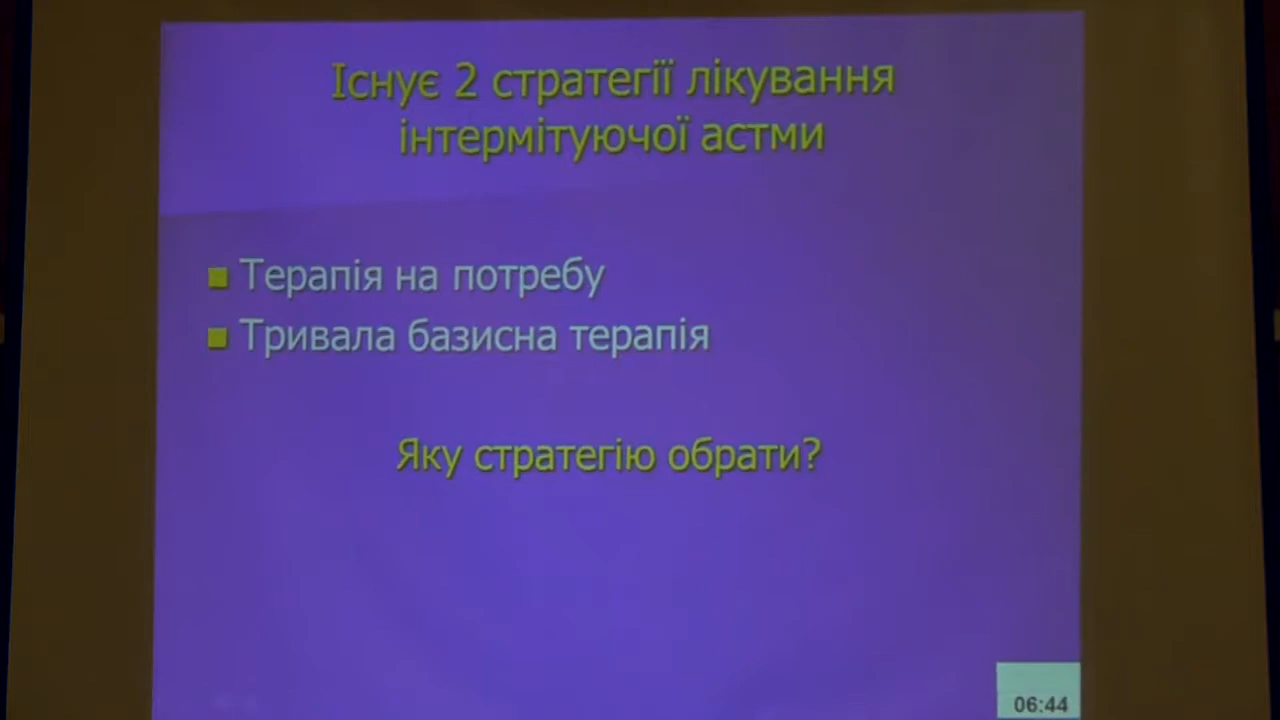 Існує 2 стратегії лікування
інтермітуючої астми
Терапія на потребу
Тривала базисна терапія
Яку стратегію обрати?
06:44